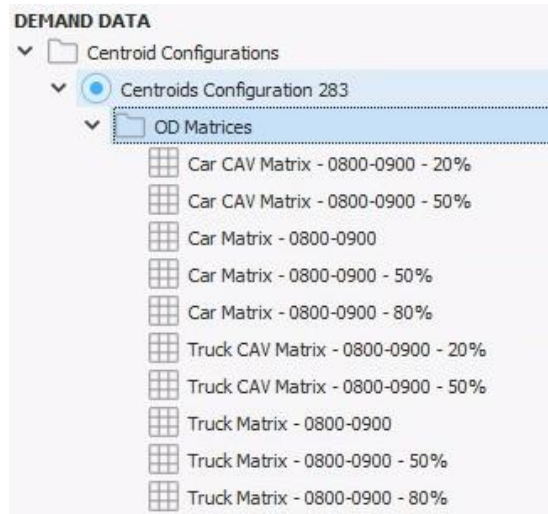 DEMAND DATA
Centroid Configurations
Centroids Configuration 283
OD Matrices
Car CAV Matrix - 0800-0900 - 20%
Car CAV Matrix - 0800-0900 - 50%
Car Matrix - 0800-0900
Car Matrix - 0800-0900 - 50%
Car Matrix - 0800-0900 - 80%
Truck CAV Matrix - 0800-0900 - 20%
Truck CAV Matrix - 0800-0900 - 50%
Truck Matrix - 0800-0900
Truck Matrix - 0800-0900 - 50%
Truck Matrix - 0800-0900 - 80%